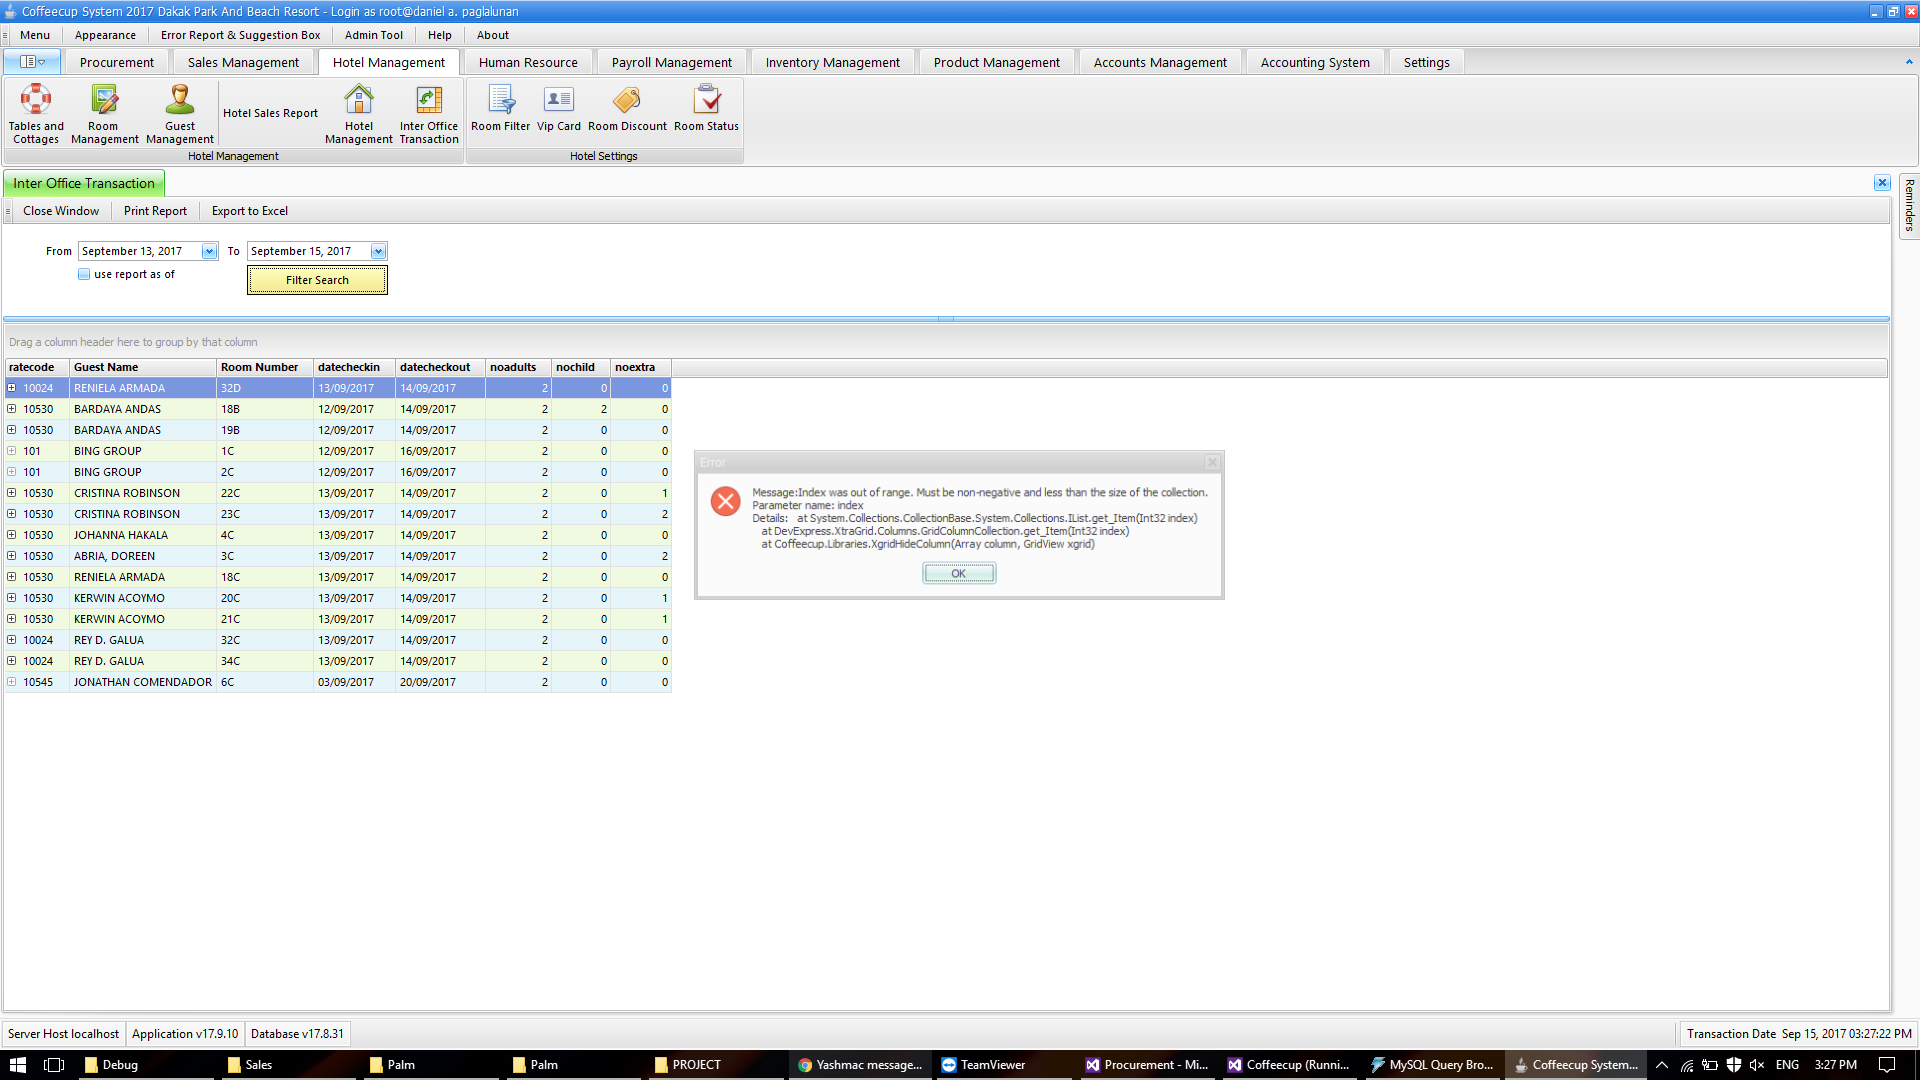 Coffeecup System 2017 Dakak Park And Beach Resort - Login as root@daniel a. paglalunan
Menu Appearance Error Report & Suggestion Box Admin Tool Help About
Procurement Sales Management Hotel Management Human Resource Payroll Management Inventory Management Product Management Accounts Management Accounting System Settings
Tables and Cottages
Room Management
Guest Management
Hotel Sales Report
Hotel Management
Inter Office Transaction
Room Filter
Vip Card
Room Discount
Room Status
Hotel Management
Hotel Settings
Inter Office Transaction
Reminders
Close Window Print Report Export to Excel
From September 13, 2017 To September 15, 2017
use report as of
Filter Search
Drag a column header here to group by that column
ratecode Guest Name Room Number datecheckin datecheckout noadults nochild noextra
10024 RENIELA ARMADA 32D 13/09/2017 14/09/2017 2 0 0
10530 BARDAYA ANDAS 18B 12/09/2017 14/09/2017 2 2 0
10530 BARDAYA ANDAS 19B 12/09/2017 14/09/2017 2 0 0
101 BING GROUP 1C 12/09/2017 16/09/2017 2 0 0
101 BING GROUP 2C 12/09/2017 16/09/2017 2 0 0
10530 CRISTINA ROBINSON 22C 13/09/2017 14/09/2017 2 0 1
10530 CRISTINA ROBINSON 23C 13/09/2017 14/09/2017 2 0 2
10530 JOHANNA HAKALA 4C 13/09/2017 14/09/2017 2 0 0
10530 ABRIA, DOREEN 3C 13/09/2017 14/09/2017 2 0 2
10530 RENIELA ARMADA 18C 13/09/2017 14/09/2017 2 0 0
10530 KERWIN ACOYMO 20C 13/09/2017 14/09/2017 2 0 1
10530 KERWIN ACOYMO 21C 13/09/2017 14/09/2017 2 0 1
10024 REY D. GALUA 32C 13/09/2017 14/09/2017 2 0 0
10024 REY D. GALUA 34C 13/09/2017 14/09/2017 2 0 0
10545 JONATHAN COMENDADOR 6C 03/09/2017 20/09/2017 2 0 0
Error
Message:Index was out of range. Must be non-negative and less than the size of the collection.
Parameter name: index
Details: at System.Collections.CollectionBase.System.Collections.IList.get_Item(Int32 index)
at DevExpress.XtraGrid.Columns.GridColumnCollection.get_Item(Int32 index)
at Coffeecup.Libraries.XgridHideColumn(Array column, GridView xgrid)
OK
Server Host localhost Application v17.9.10 Database v17.8.31 Transaction Date Sep 15, 2017 03:27:22 PM
Debug Sales Palm Palm PROJECT Yashmac message... TeamViewer Procurement - Mi... Coffeecup (Runni... MySQL Query Bro... Coffeecup System... ENG 3:27 PM